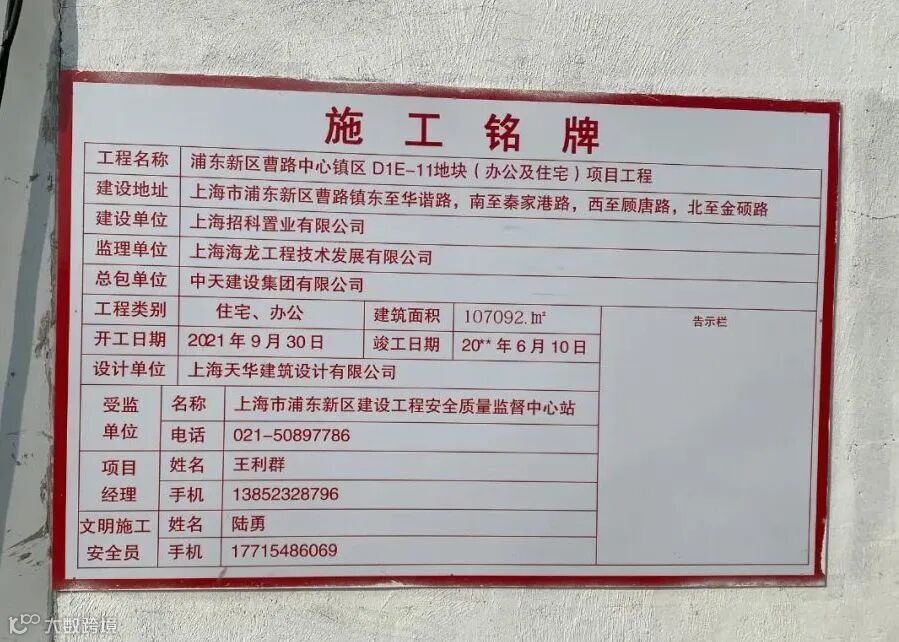 施工铭牌
工程名称 浦东新区曹路中心镇区 D1E-11地块（办公及住宅）项目工程
建设地址 上海市浦东新区曹路镇东至华谐路，南至秦家港路，西至顾唐路，北至金硕路
建设单位 上海招科置业有限公司
监理单位 上海海龙工程技术发展有限公司
总包单位 中天建设集团有限公司
工程类别 住宅、办公 建筑面积 107092.㎡
告示栏
开工日期 2021年9月30日 竣工日期 20**年6月10日
设计单位 上海天华建筑设计有限公司
受监单位 名称 上海市浦东新区建设工程安全质量监督中心站
电话 021-50897786
项目经理 姓名 王利群
手机 13852328796
文明施工安全员 姓名 陆勇
手机 17715486069
大数跨境